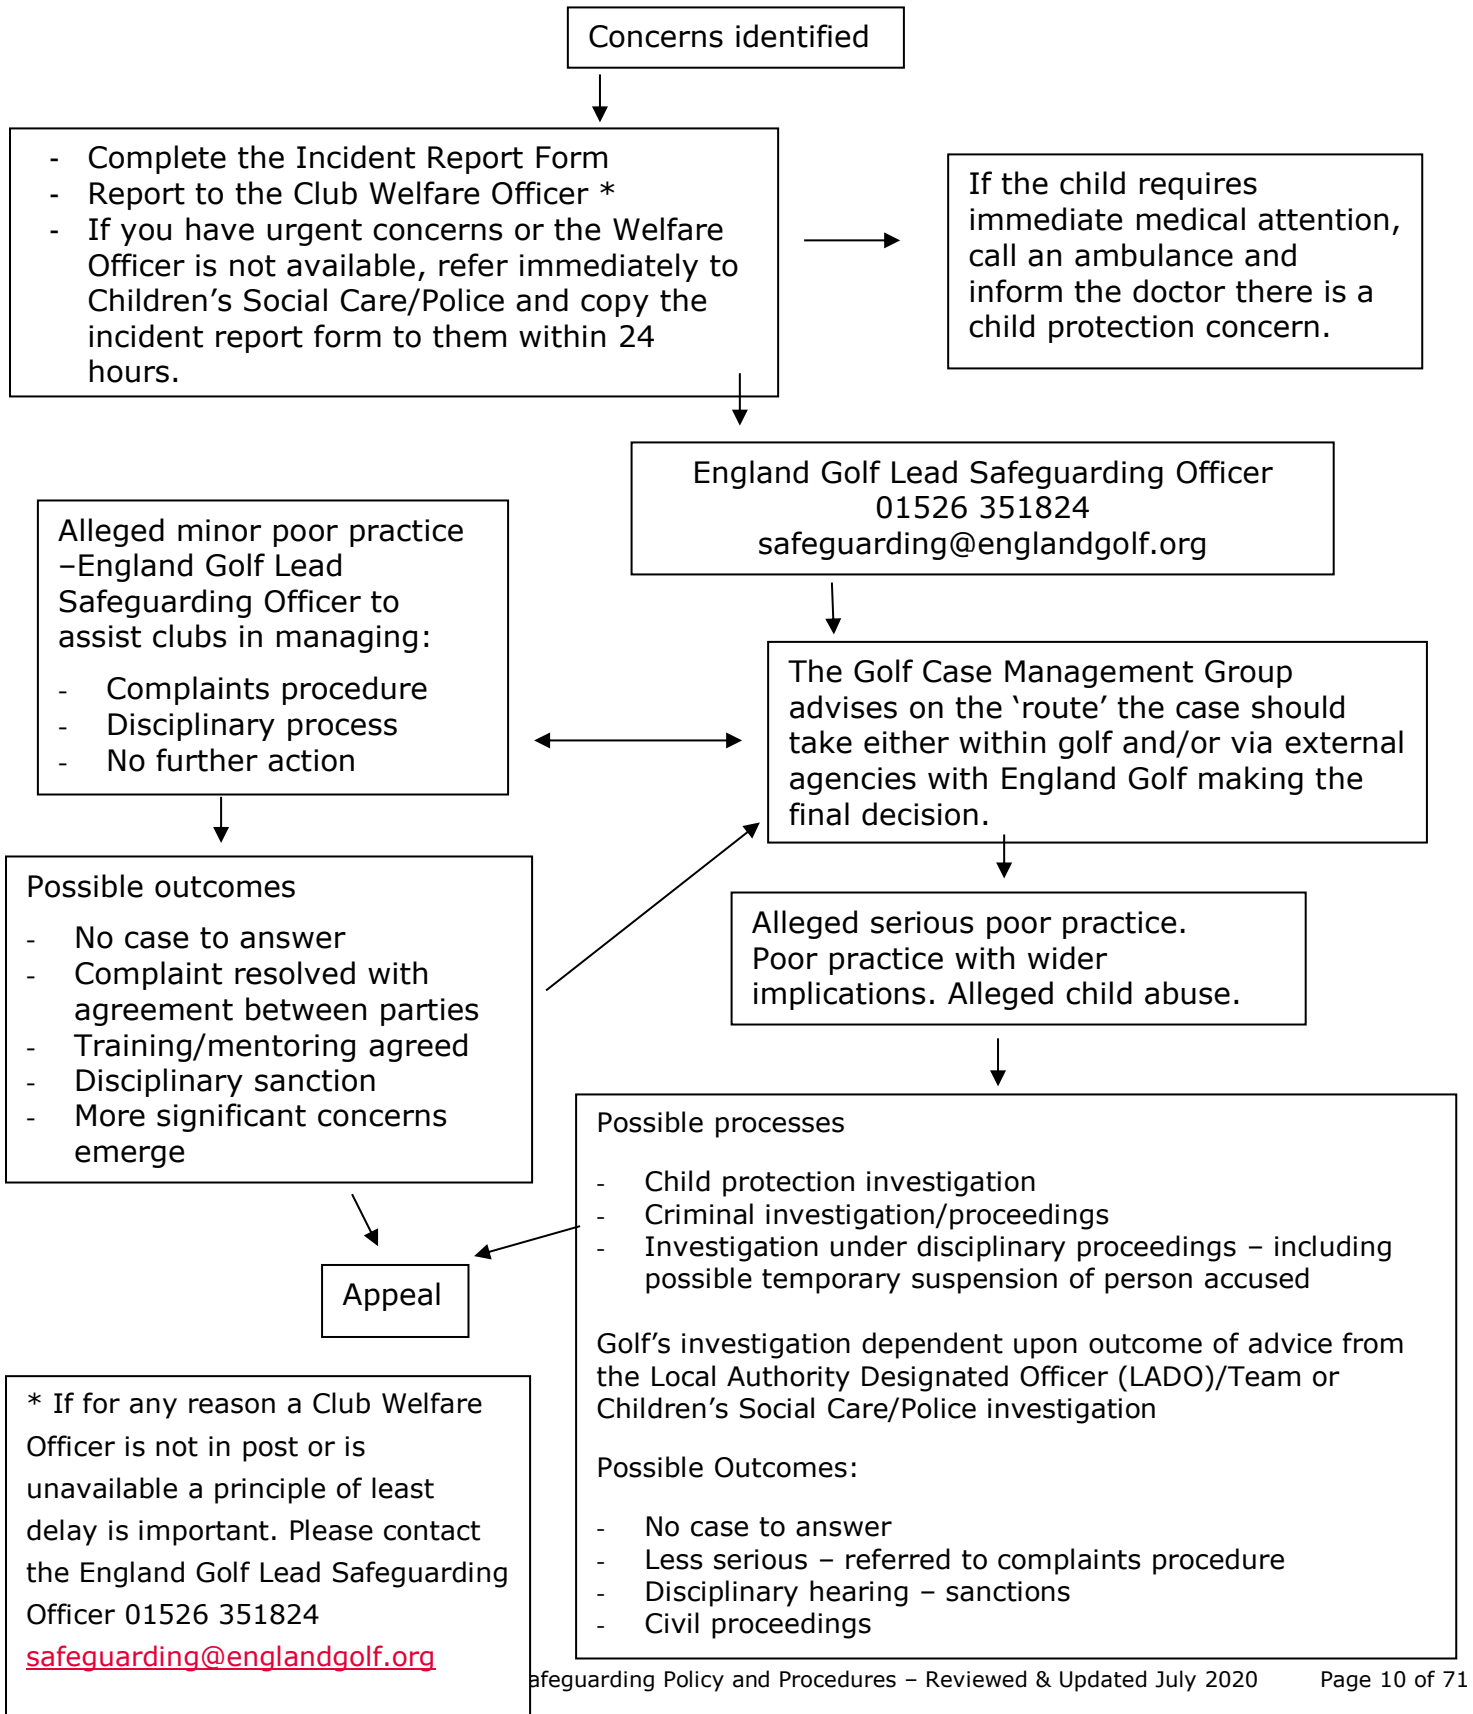 Concerns identified
- Complete the Incident Report Form
- Report to the Club Welfare Officer *
- If you have urgent concerns or the Welfare
Officer is not available, refer immediately to
Children’s Social Care/Police and copy the
incident report form to them within 24
hours.
If the child requires
immediate medical attention,
call an ambulance and
inform the doctor there is a
child protection concern.
England Golf Lead Safeguarding Officer
01526 351824
safeguarding@englandgolf.org
Alleged minor poor practice
–England Golf Lead
Safeguarding Officer to
assist clubs in managing:
- Complaints procedure
- Disciplinary process
- No further action
The Golf Case Management Group
advises on the ‘route’ the case should
take either within golf and/or via external
agencies with England Golf making the
final decision.
Possible outcomes
- No case to answer
- Complaint resolved with
agreement between parties
- Training/mentoring agreed
- Disciplinary sanction
- More significant concerns
emerge
Alleged serious poor practice.
Poor practice with wider
implications. Alleged child abuse.
Possible processes
- Child protection investigation
- Criminal investigation/proceedings
- Investigation under disciplinary proceedings – including
possible temporary suspension of person accused
Golf’s investigation dependent upon outcome of advice from
the Local Authority Designated Officer (LADO)/Team or
Children’s Social Care/Police investigation
Possible Outcomes:
- No case to answer
- Less serious – referred to complaints procedure
- Disciplinary hearing – sanctions
- Civil proceedings
Appeal
* If for any reason a Club Welfare
Officer is not in post or is
unavailable a principle of least
delay is important. Please contact
the England Golf Lead Safeguarding
Officer 01526 351824
safeguarding@englandgolf.org
afeguarding Policy and Procedures – Reviewed & Updated July 2020 Page 10 of 71